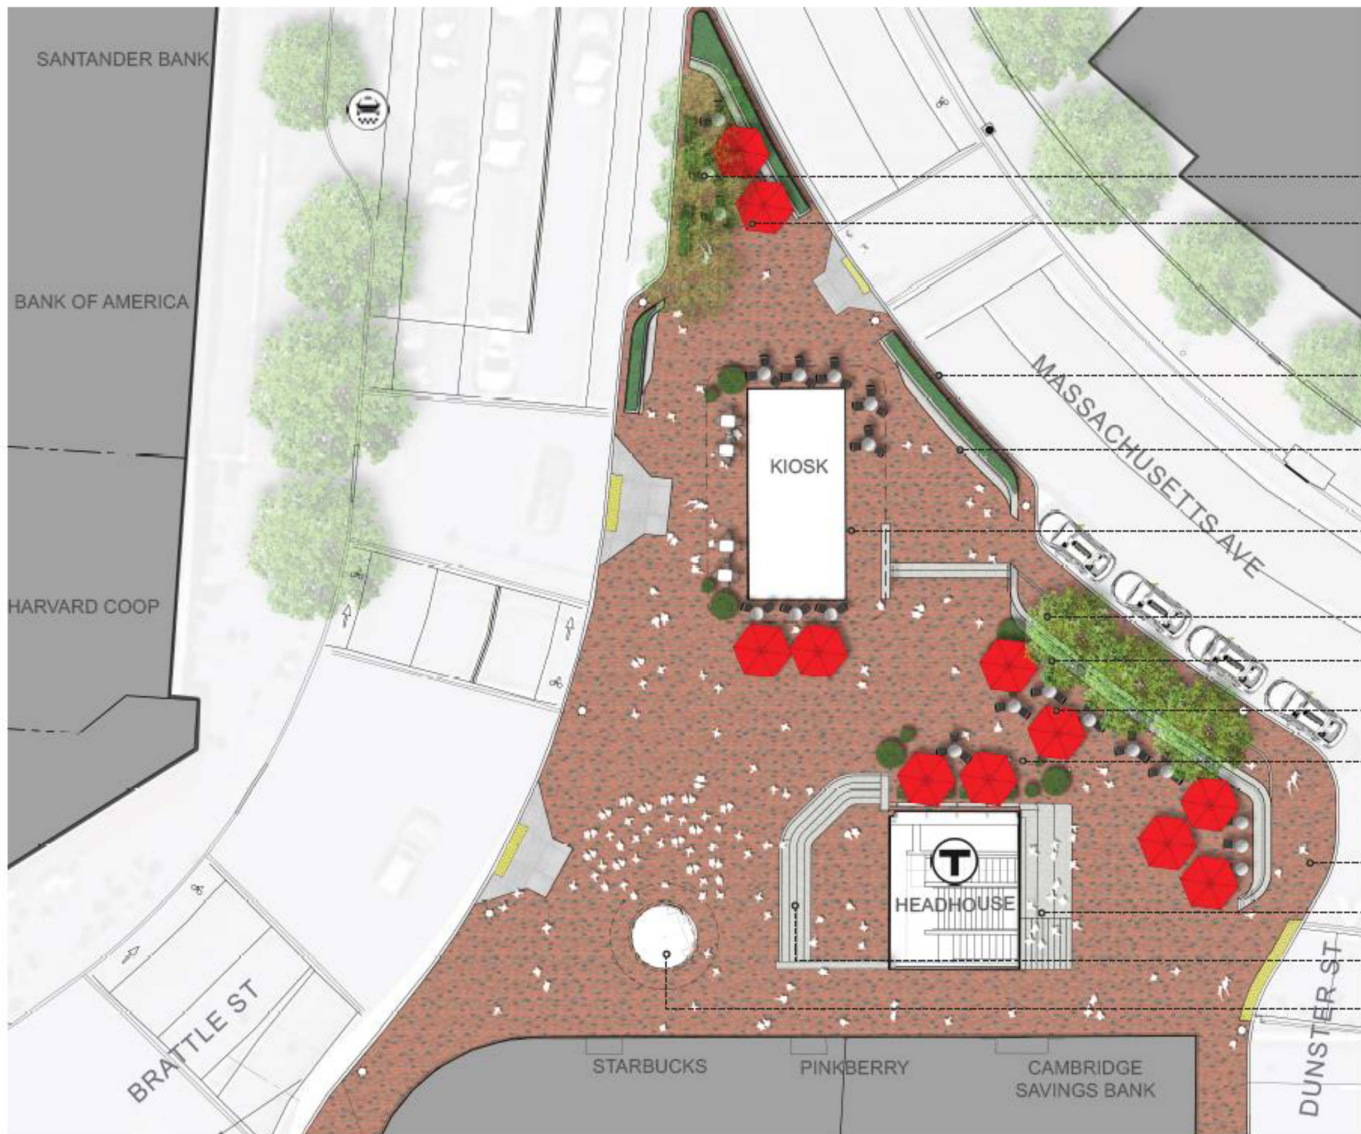 SANTANDER BANK
BANK OF AMERICA
HARVARD COOP
KIOSK
MASSACHUSETTS AVE
T
HEADHOUSE
BRATTLE ST
DUNSTER ST
STARBUCKS
PINKBERRY
CAMBRIDGE
SAVINGS BANK